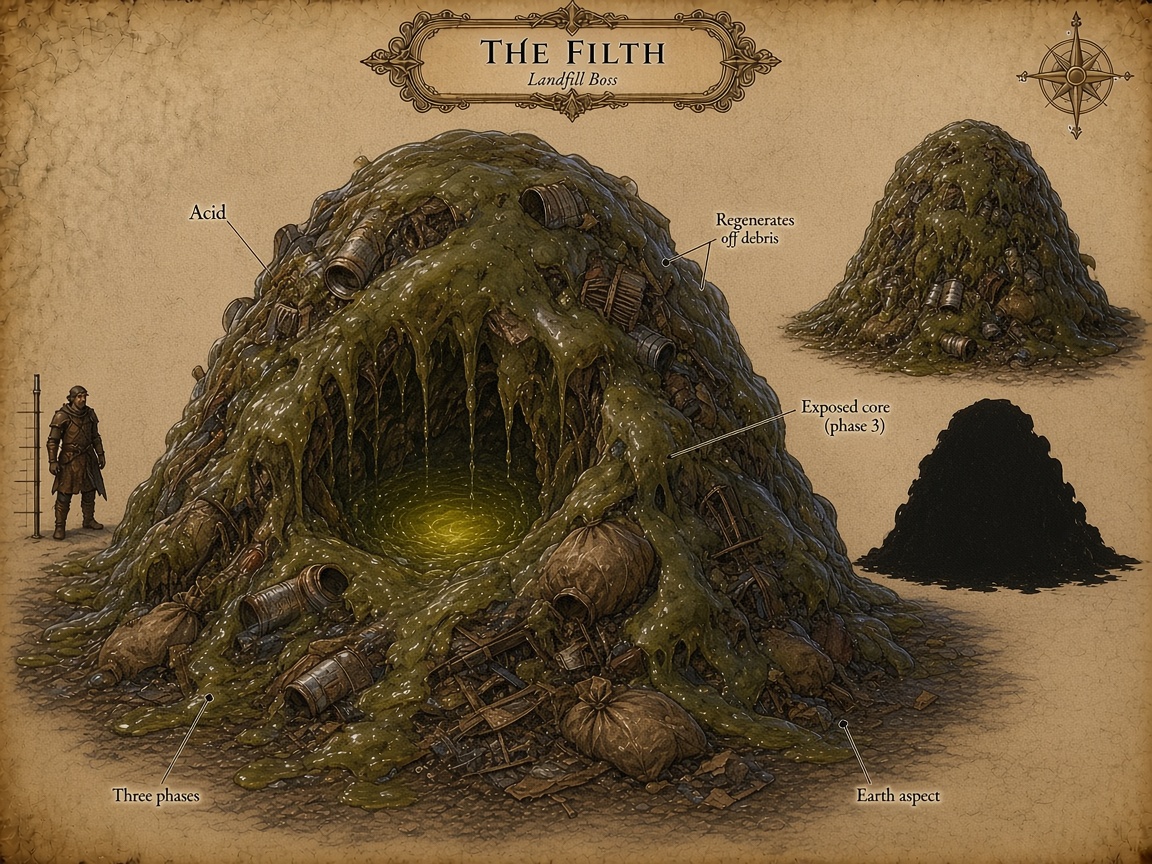 THE FILTH
Landfill Boss
Acid
Regenerates
off debris
Exposed core
(phase 3)
Three phases
Earth aspect